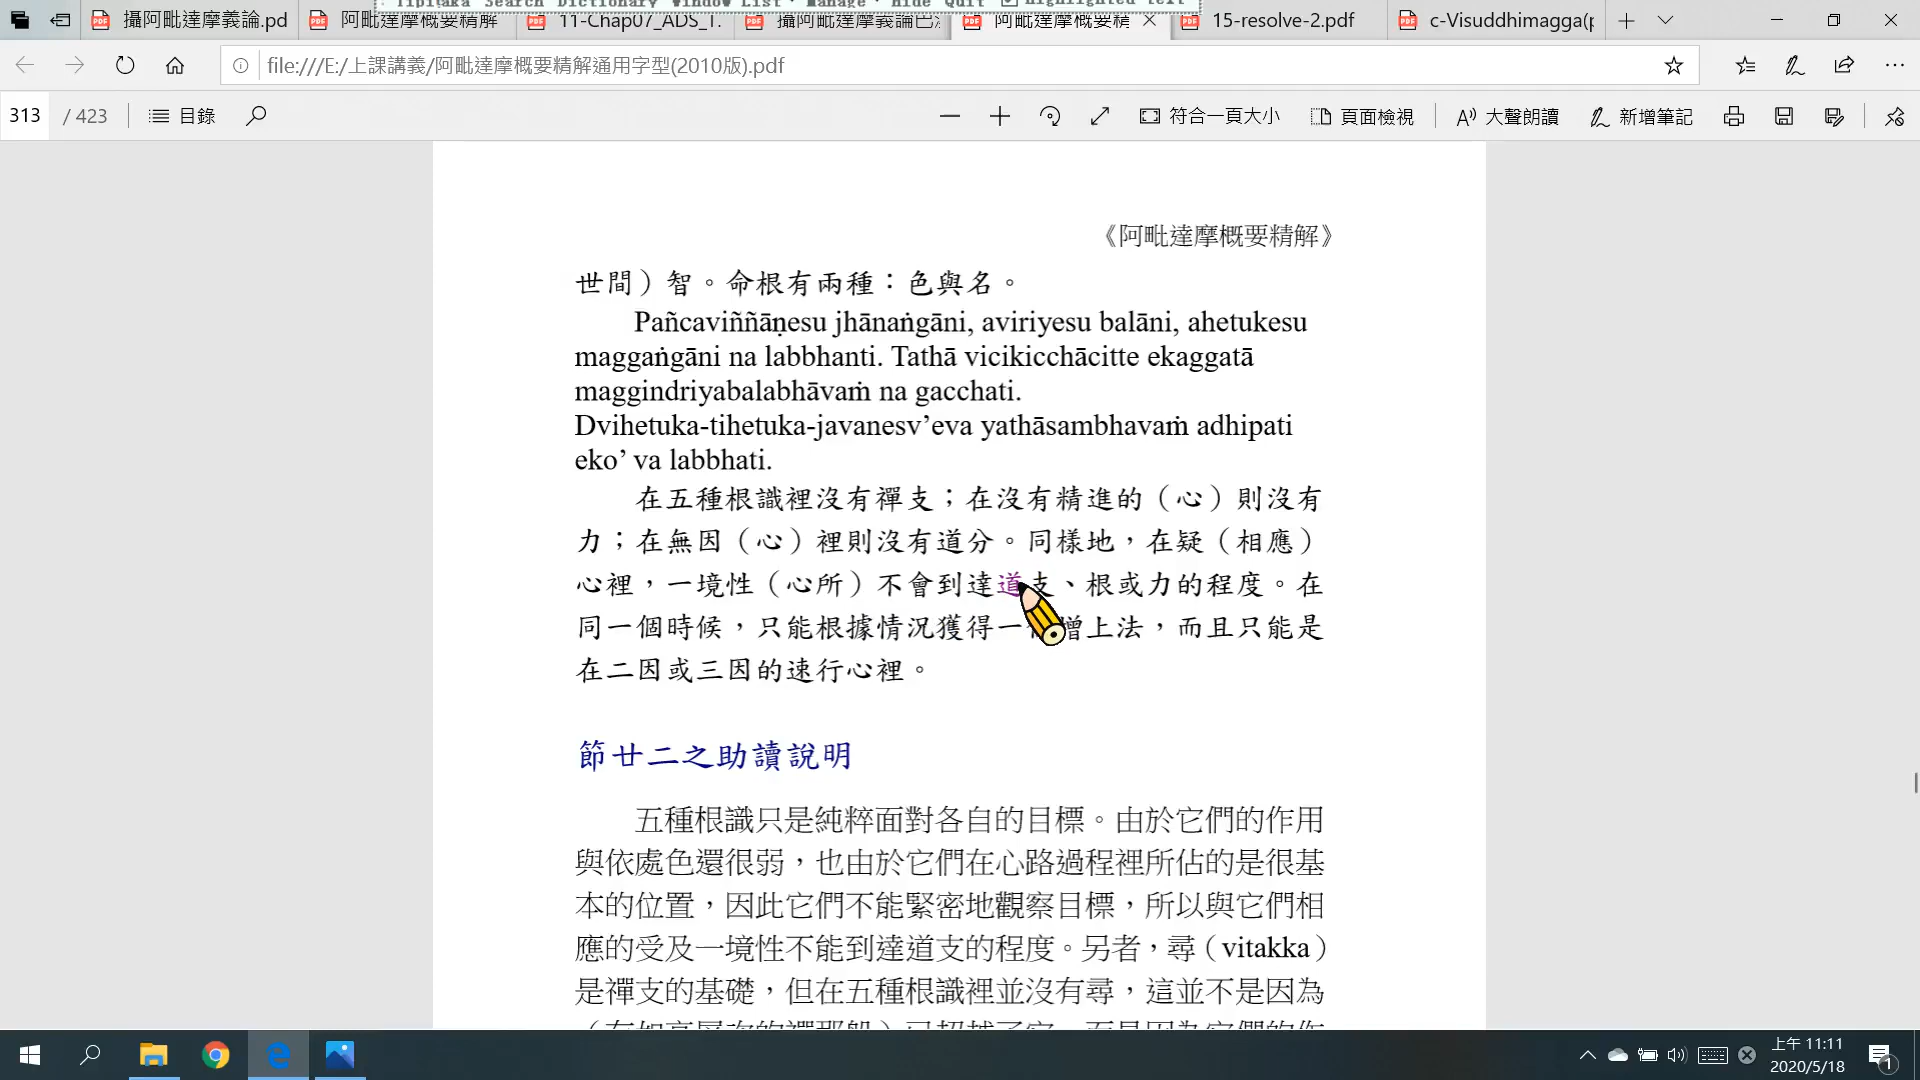 攝阿毗達摩義論.pd
阿毗達摩概要精解
11-Chap07_ADS_T.
攝阿毗達摩義論巴
阿毗達摩概要精
15-resolve-2.pdf
c-Visuddhimagga(p
file:///E:/上課講義/阿毗達摩概要精解通用字型(2010版).pdf
313 / 423 目錄 符合一頁大小 頁面檢視 大聲朗讀 新增筆記
《阿毗達摩概要精解》
世間）智。命根有兩種：色與名。
Pañcaviññāṇesu jhānaṅgāni, aviriyesu balāni, ahetukesu
maggaṅgāni na labbhanti. Tathā vicikicchācitte ekaggatā
maggindriyabalabhāvaṁ na gacchati.
Dvihetuka-tihetuka-javanesv’eva yathāsambhavaṁ adhipati
eko’ va labbhati.
在五種根識裡沒有禪支；在沒有精進的（心）則沒有
力；在無因（心）裡則沒有道分。同樣地，在疑（相應）
心裡，一境性（心所）不會到達道支、根或力的程度。在
同一個時候，只能根據情況獲得一個增上法，而且只能是
在二因或三因的速行心裡。
節廿二之助讀說明
五種根識只是純粹面對各自的目標。由於它們的作用
與依處色還很弱，也由於它們在心路過程裡所佔的是很基
本的位置，因此它們不能緊密地觀察目標，所以與它們相
應的受及一境性不能到達道支的程度。另者，尋（vitakka）
是禪支的基礎，但在五種根識裡並沒有尋，這並不是因為
上午 11:11
2020/5/18
1